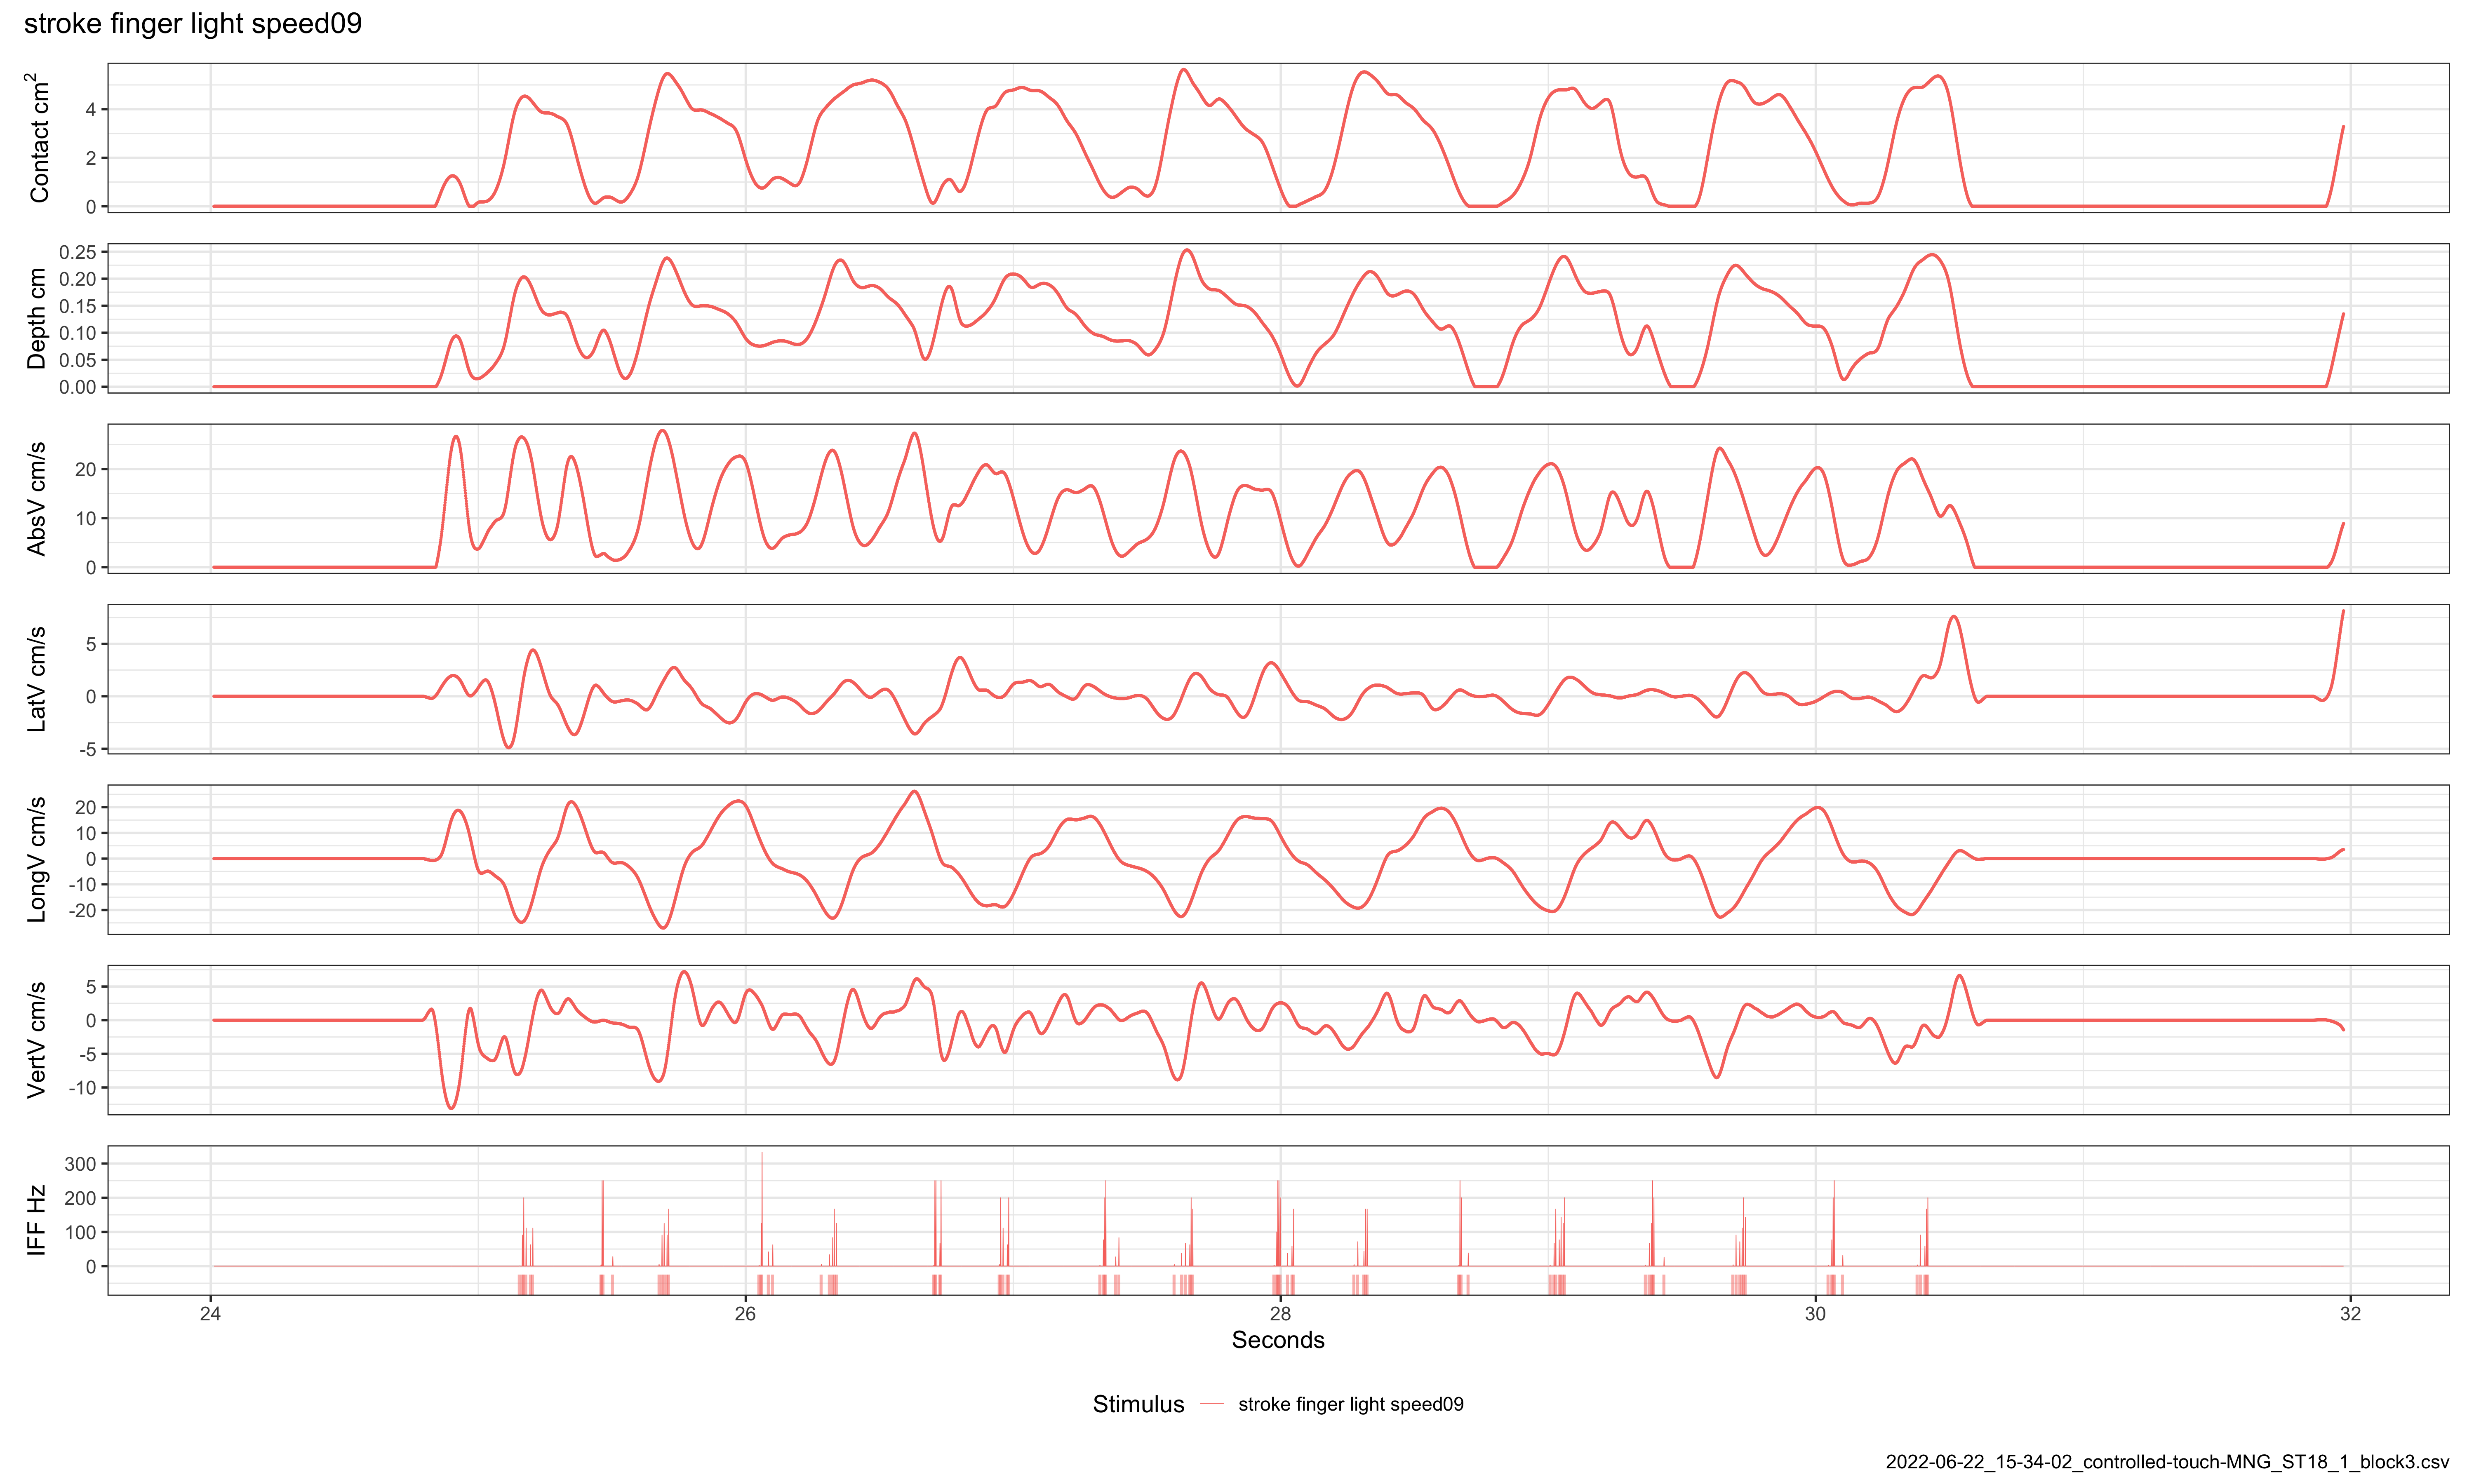 stroke finger light speed09
Contact cm²
4
2
0
Depth cm
0.25
0.20
0.15
0.10
0.05
0.00
AbsV cm/s
20
10
0
LatV cm/s
5
0
-5
LongV cm/s
20
10
0
-10
-20
VertV cm/s
5
0
-5
-10
IFF Hz
300
200
100
0
24 26 28 30 32
Seconds
Stimulus stroke finger light speed09
2022-06-22_15-34-02_controlled-touch-MNG_ST18_1_block3.csv